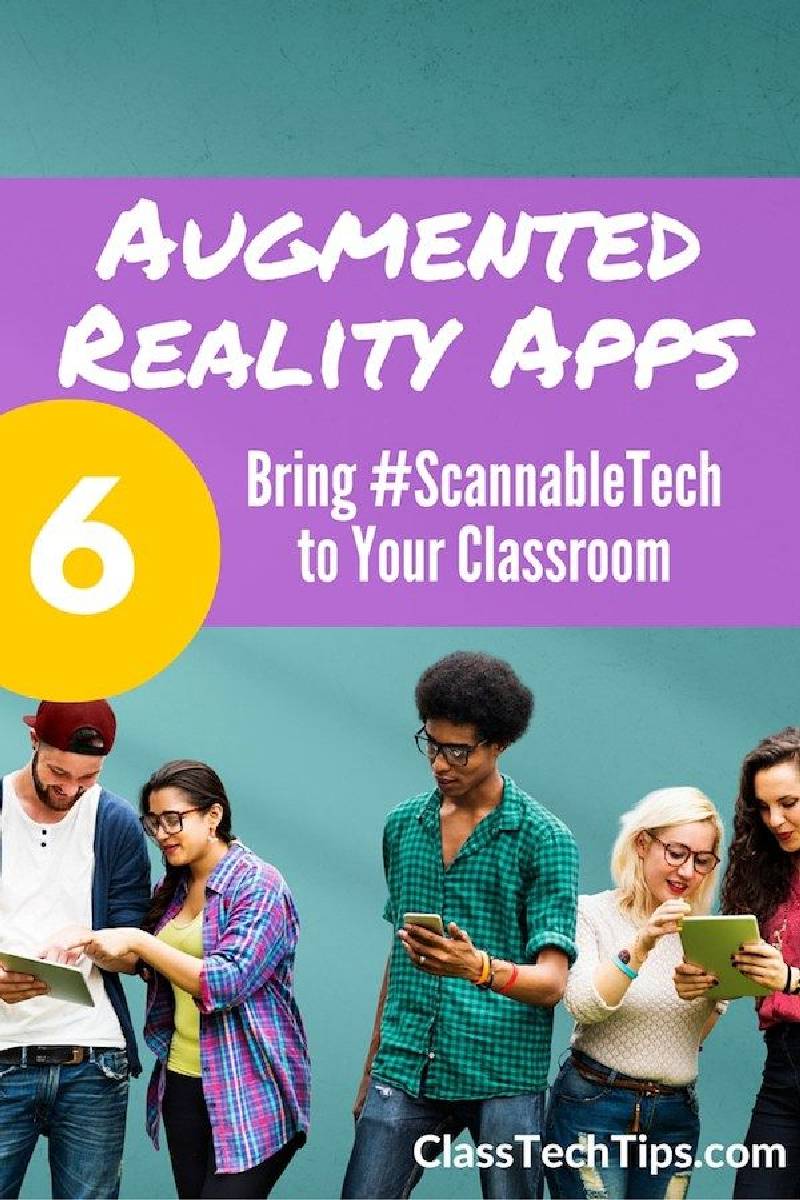 Augmented
Reality Apps
6
Bring #ScannableTech
to Your Classroom
ClassTechTips.com